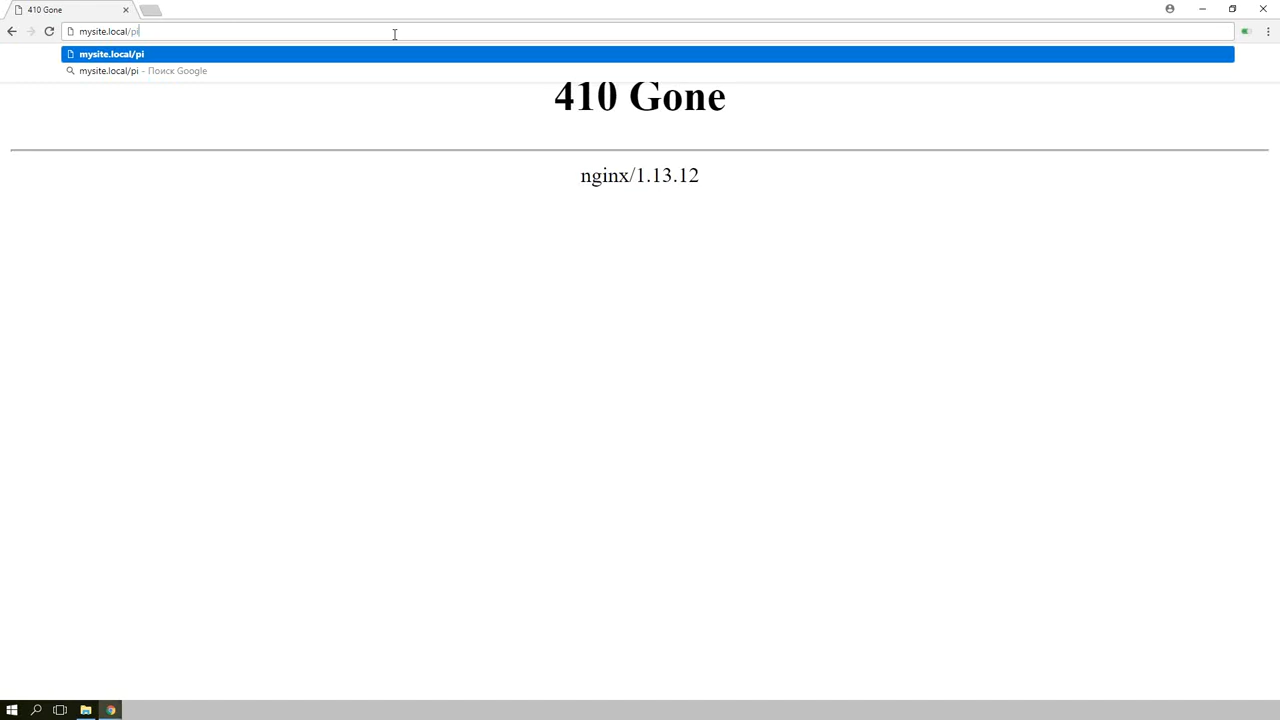 410 Gone
mysite.local/pi
mysite.local/pi
mysite.local/pi - Поиск Google
410 Gone
nginx/1.13.12